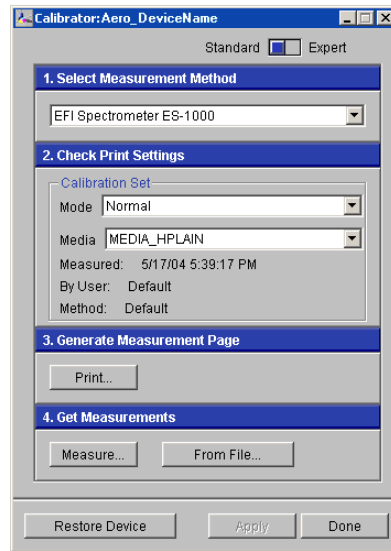 Calibrator:Aero_DeviceName
Standard Expert
1. Select Measurement Method
EFI Spectrometer ES-1000
2. Check Print Settings
Calibration Set
Mode Normal
Media MEDIA_HPLAIN
Measured: 5/17/04 5:39:17 PM
By User: Default
Method: Default
3. Generate Measurement Page
Print...
4. Get Measurements
Measure... From File...
Restore Device Apply Done